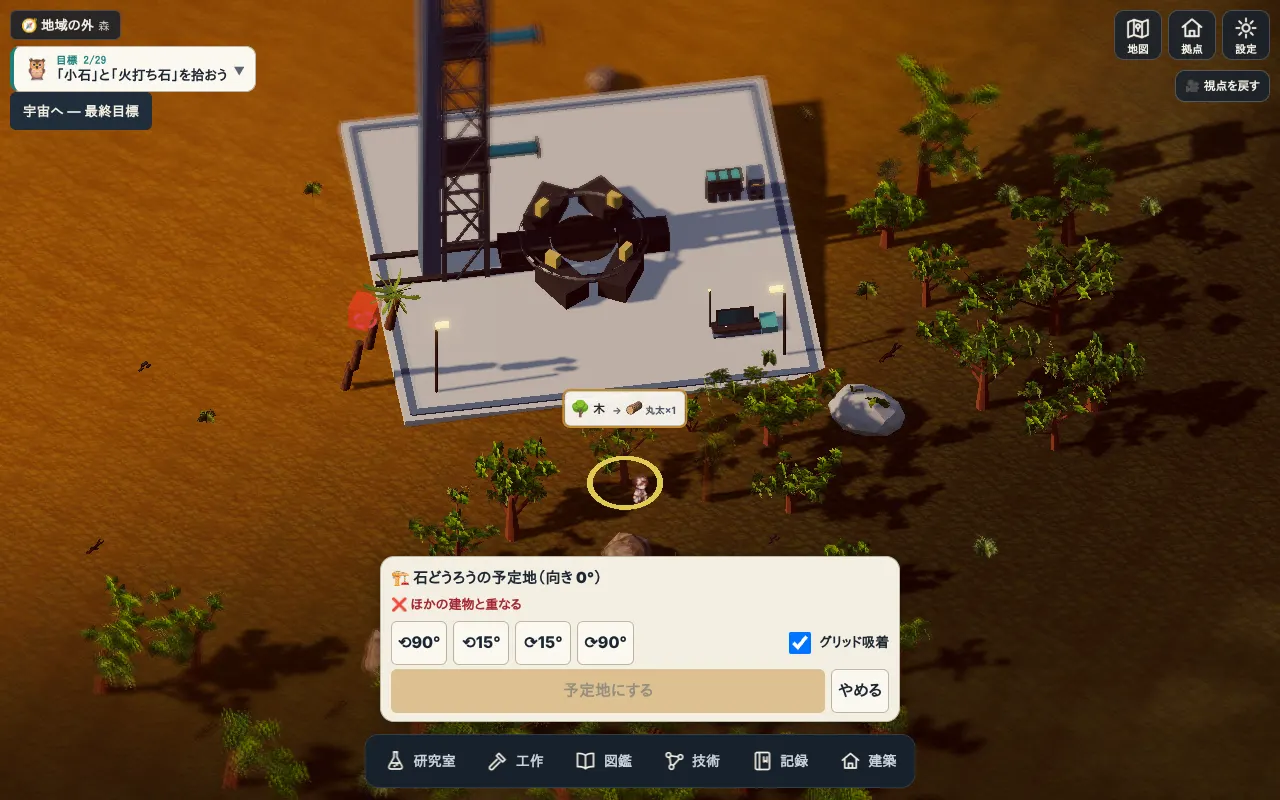 地域の外 森
目標 2/29
「小石」と「火打ち石」を拾おう ▼
宇宙へ — 最終目標
地図
拠点
設定
視点を戻す
木 → 丸太×1
石どうろうの予定地（向き 0°）
❌ ほかの建物と重なる
⟲90° ⟲15° ⟳15° ⟳90° グリッド吸着
予定地にする やめる
研究室 工作 図鑑 技術 記録 建築